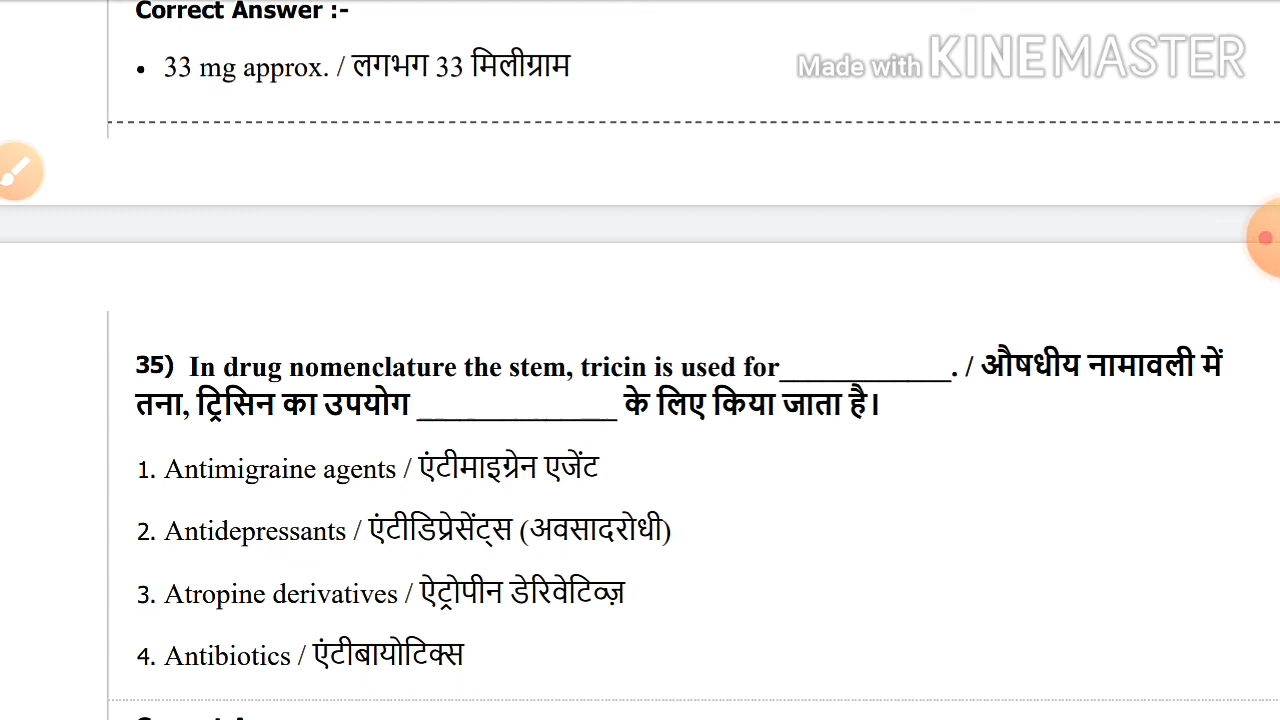 Correct Answer :-
• 33 mg approx. / लगभग 33 मिलीग्राम
Made with KINEMASTER
35) In drug nomenclature the stem, tricin is used for____________. / औषधीय नामावली में
तना, ट्रिसिन का उपयोग ______________ के लिए किया जाता है।
1. Antimigraine agents / एंटीमाइग्रेन एजेंट
2. Antidepressants / एंटीडिप्रेसेंट्स (अवसादरोधी)
3. Atropine derivatives / ऐट्रोपीन डेरिवेटिव्ज़
4. Antibiotics / एंटीबायोटिक्स